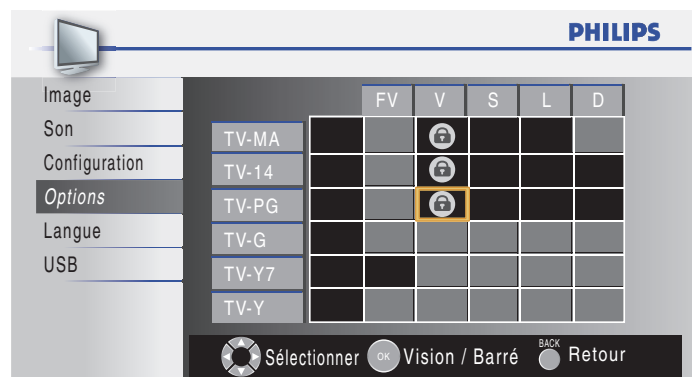 PHILIPS
Image
Son
Configuration
Options
Langue
USB
FV V S L D
TV-MA
TV-14
TV-PG
TV-G
TV-Y7
TV-Y
Sélectionner OK Vision / Barré BACK Retour